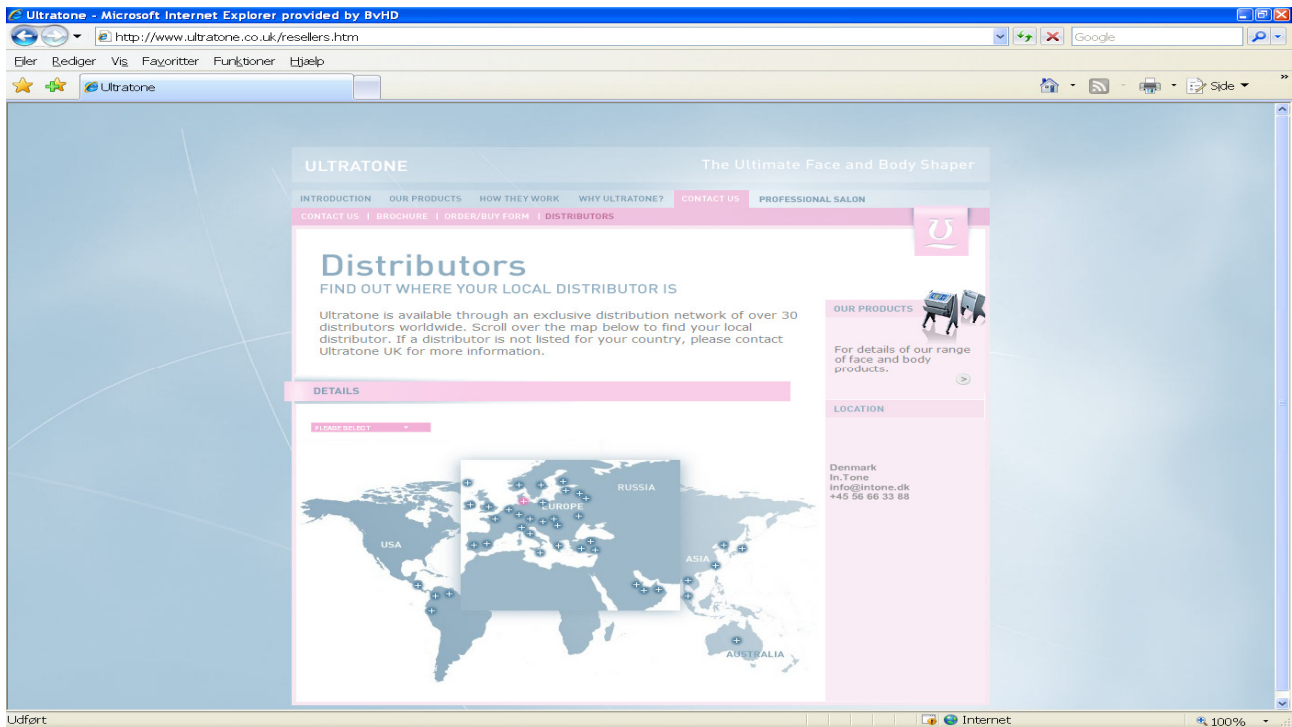 Ultratone - Microsoft Internet Explorer provided by BvHD
http://www.ultratone.co.uk/resellers.htm
Google
Filer Rediger Vis Favoritter Funktioner Hjælp
Ultratone
Side
ULTRATONE
The Ultimate Face and Body Shaper
INTRODUCTION OUR PRODUCTS HOW THEY WORK WHY ULTRATONE? CONTACT US PROFESSIONAL SALON
CONTACT US | BROCHURE | ORDER/BUY FORM | DISTRIBUTORS
Distributors
FIND OUT WHERE YOUR LOCAL DISTRIBUTOR IS
Ultratone is available through an exclusive distribution network of over 30
distributors worldwide. Scroll over the map below to find your local
distributor. If a distributor is not listed for your country, please contact
Ultratone UK for more information.
DETAILS
PLEASE SELECT
RUSSIA
EUROPE
USA
ASIA
AUSTRALIA
OUR PRODUCTS
For details of our range
of face and body
products.
LOCATION
Denmark
In.Tone
info@intone.dk
+45 56 66 33 88
Udført
Internet
100%